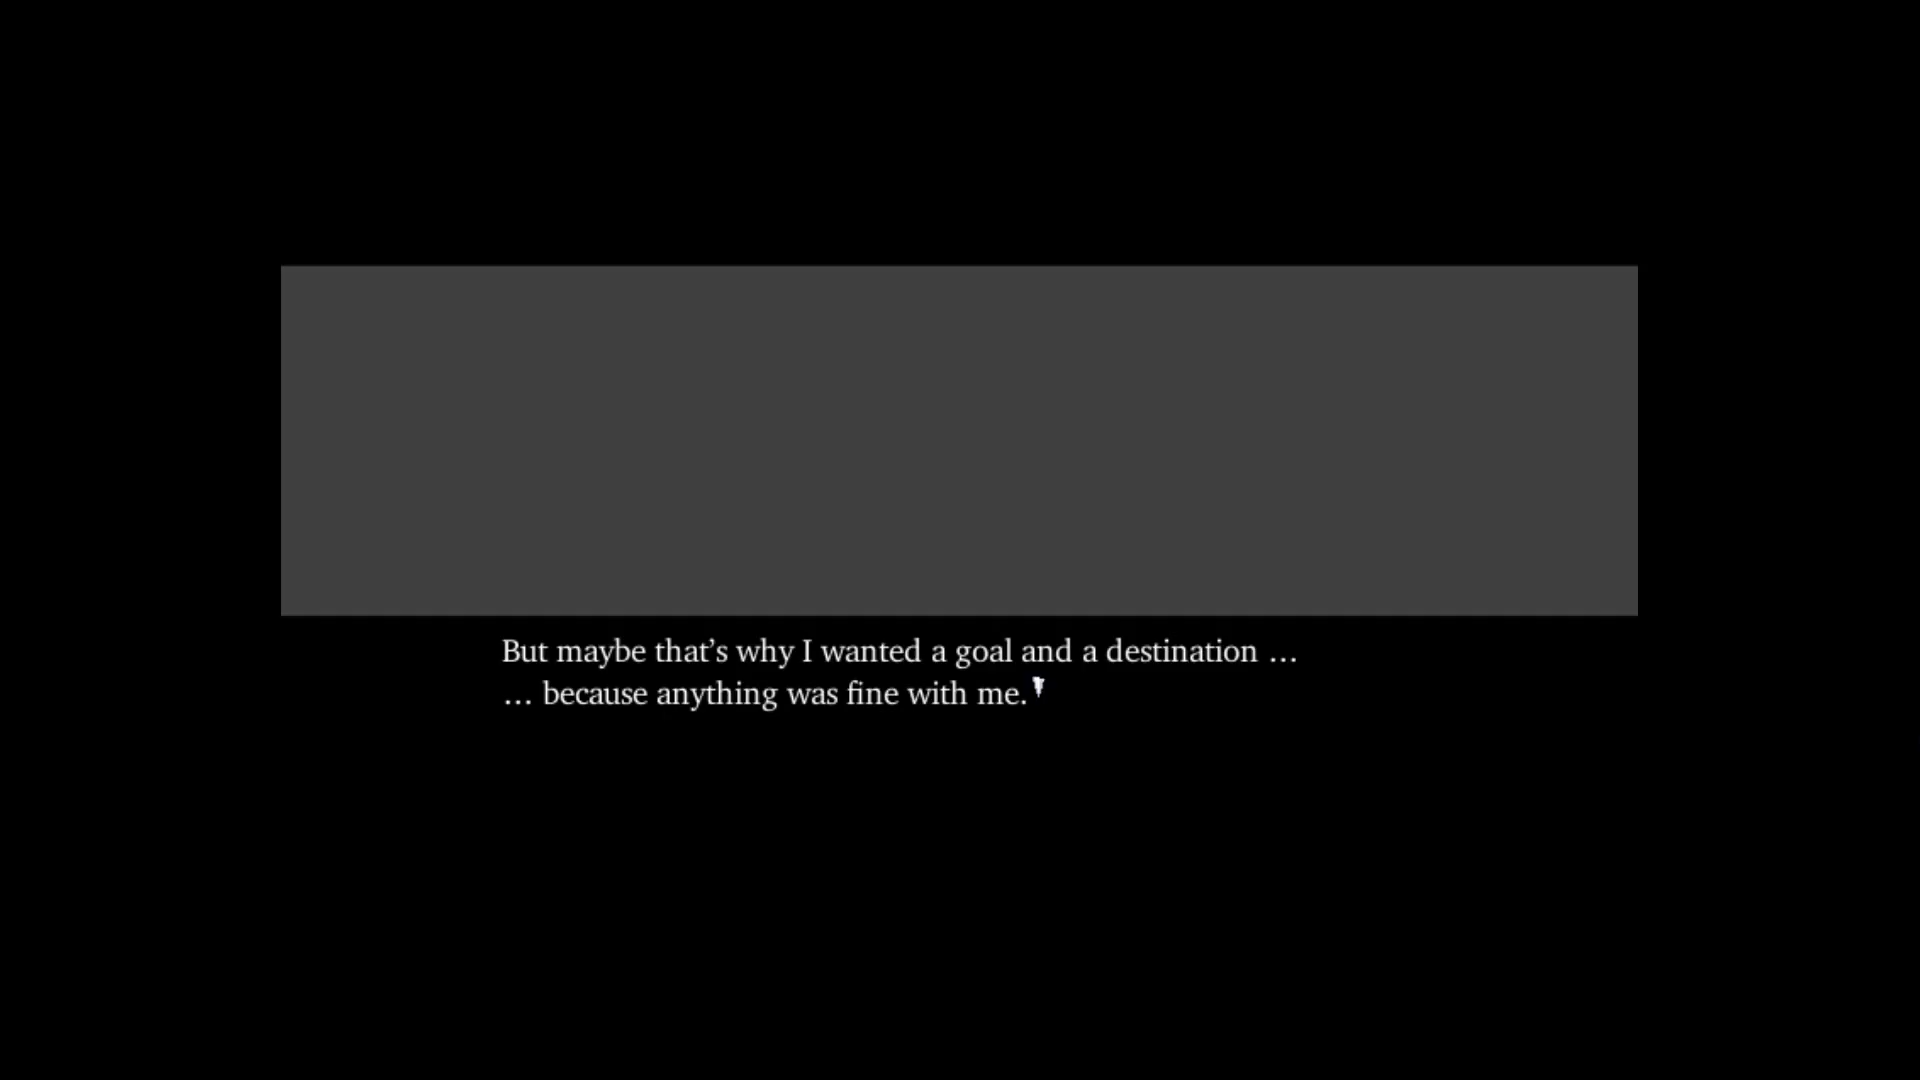 But maybe that’s why I wanted a goal and a destination …
… because anything was fine with me.